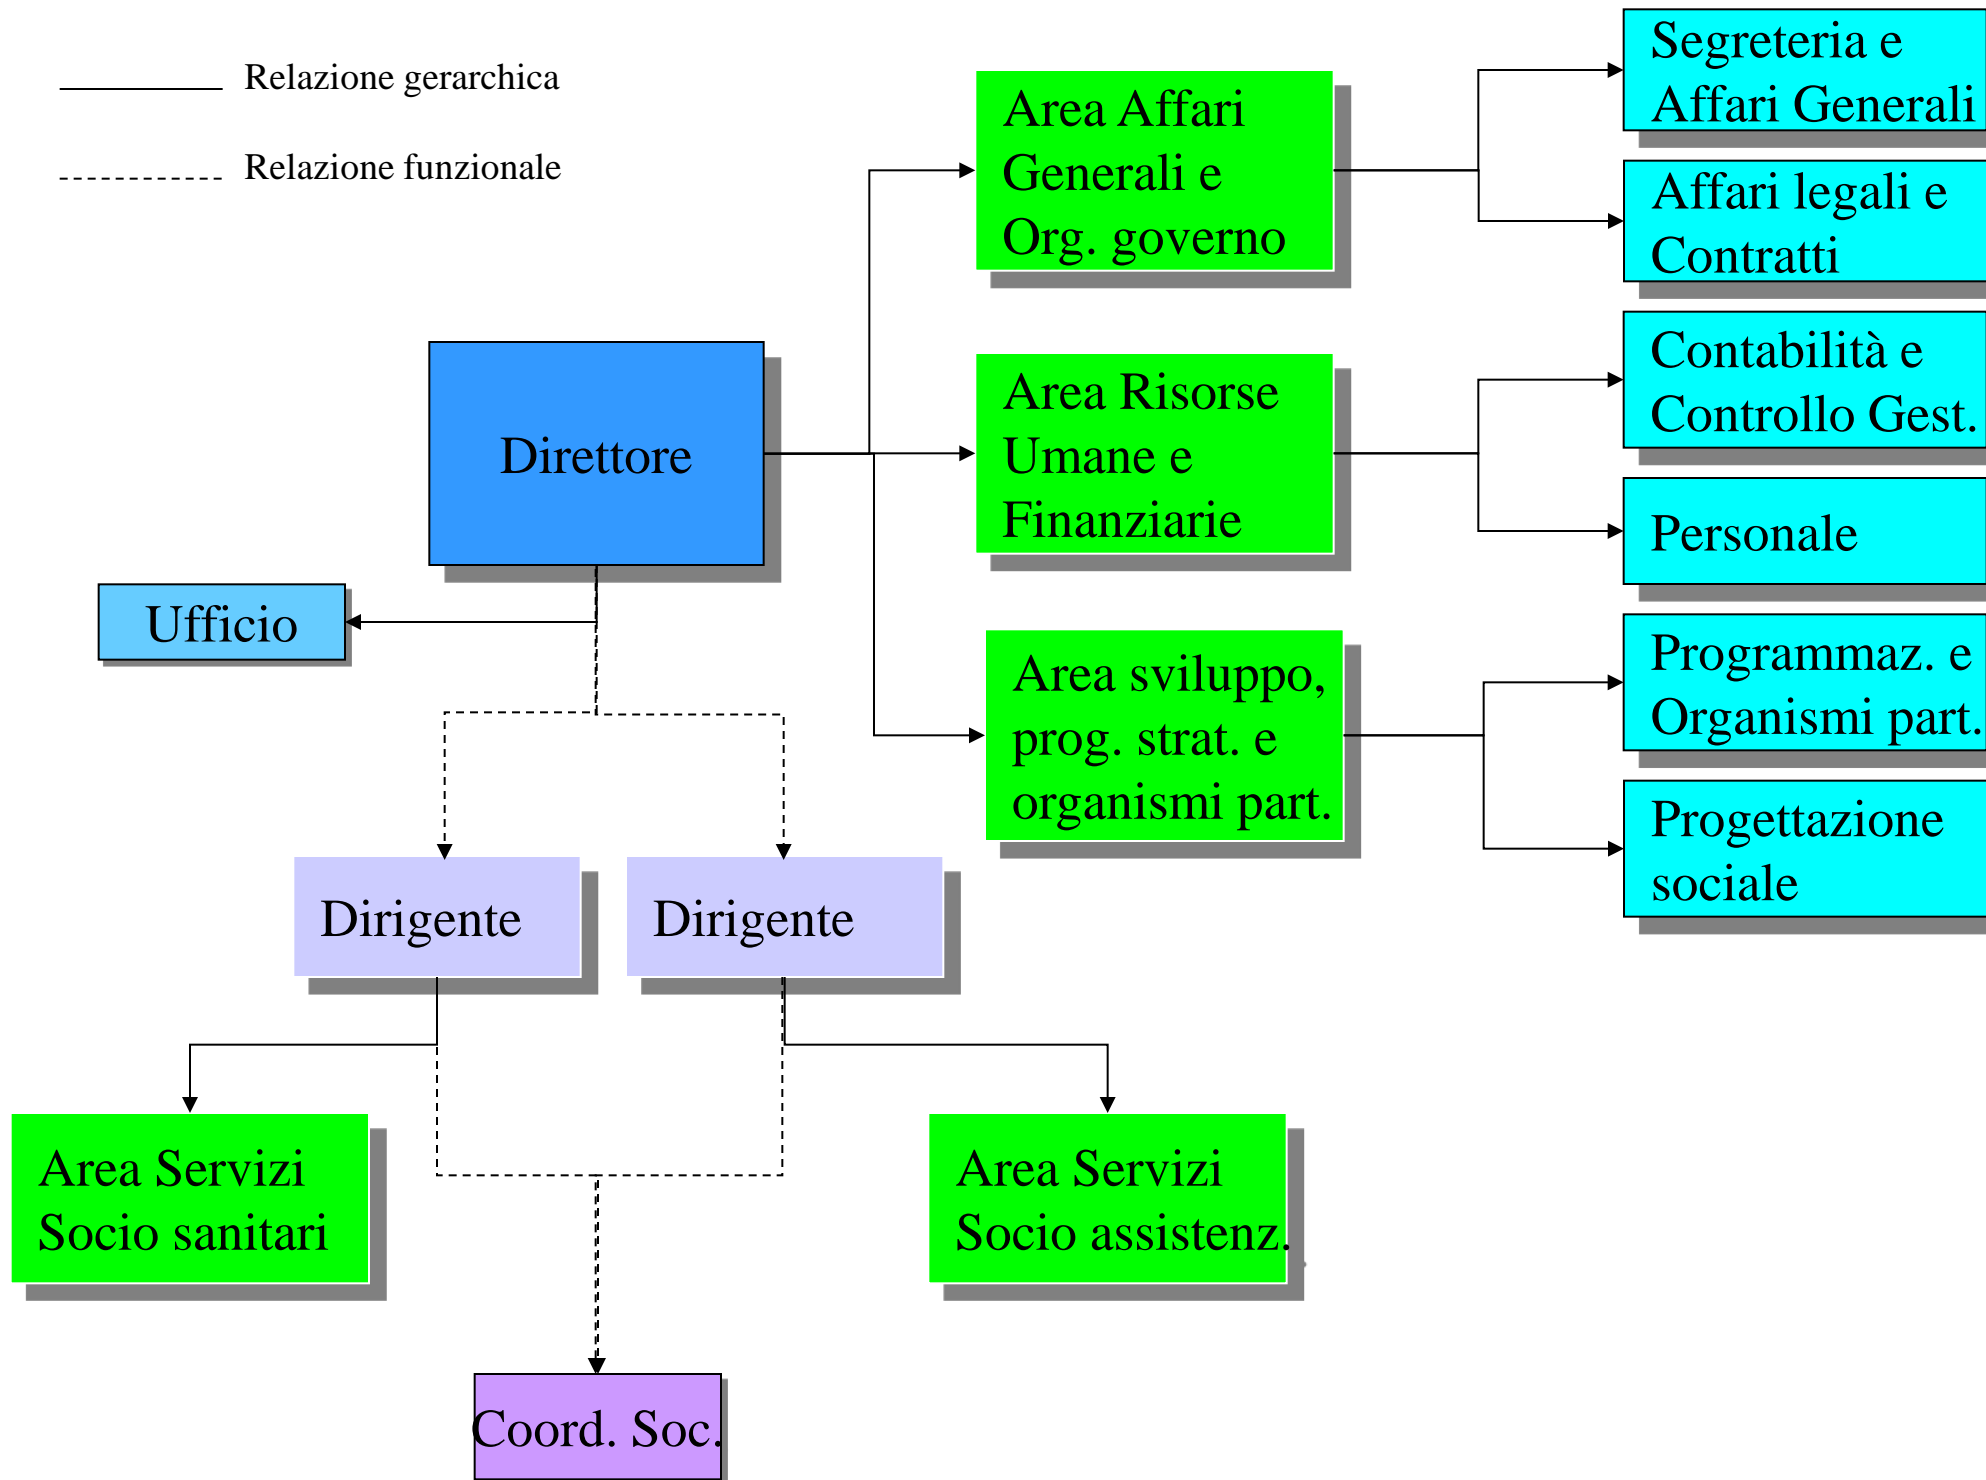 Relazione gerarchica
Relazione funzionale
Segreteria e
Affari Generali
Area Affari
Generali e
Org. governo
Affari legali e
Contratti
Direttore
Area Risorse
Umane e
Finanziarie
Contabilità e
Controllo Gest.
Personale
Ufficio
Area sviluppo,
prog. strat. e
organismi part.
Programmaz. e
Organismi part.
Progettazione
sociale
Dirigente
Dirigente
Area Servizi
Socio sanitari
Area Servizi
Socio assistenz.
Coord. Soc.